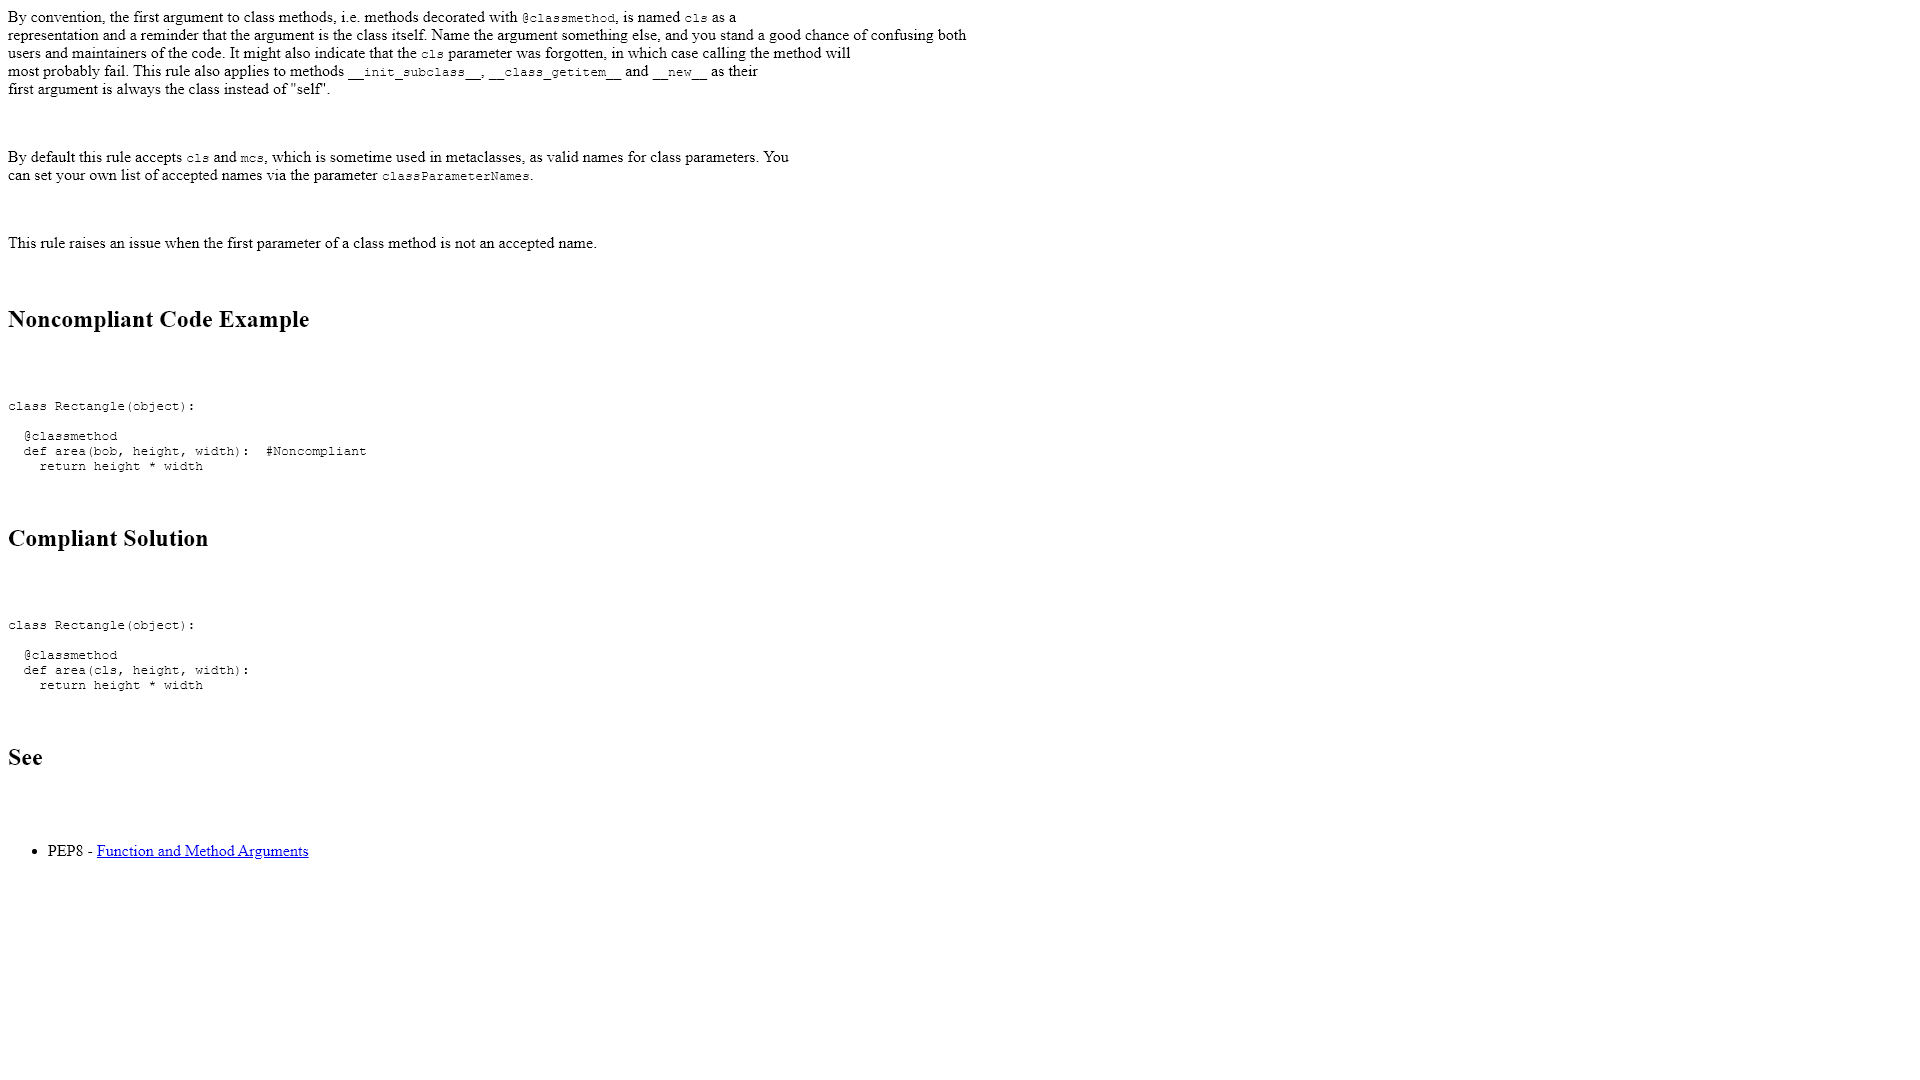 By convention, the first argument to class methods, i.e. methods decorated with @classmethod, is named cls as a
representation and a reminder that the argument is the class itself. Name the argument something else, and you stand a good chance of confusing both
users and maintainers of the code. It might also indicate that the cls parameter was forgotten, in which case calling the method will
most probably fail. This rule also applies to methods __init_subclass__, __class_getitem__ and __new__ as their
first argument is always the class instead of "self".
By default this rule accepts cls and mcs, which is sometime used in metaclasses, as valid names for class parameters. You
can set your own list of accepted names via the parameter classParameterNames.
This rule raises an issue when the first parameter of a class method is not an accepted name.
Noncompliant Code Example
class Rectangle(object):
  @classmethod
  def area(bob, height, width):  #Noncompliant
    return height * width
Compliant Solution
class Rectangle(object):
  @classmethod
  def area(cls, height, width):
    return height * width
See
• PEP8 - Function and Method Arguments